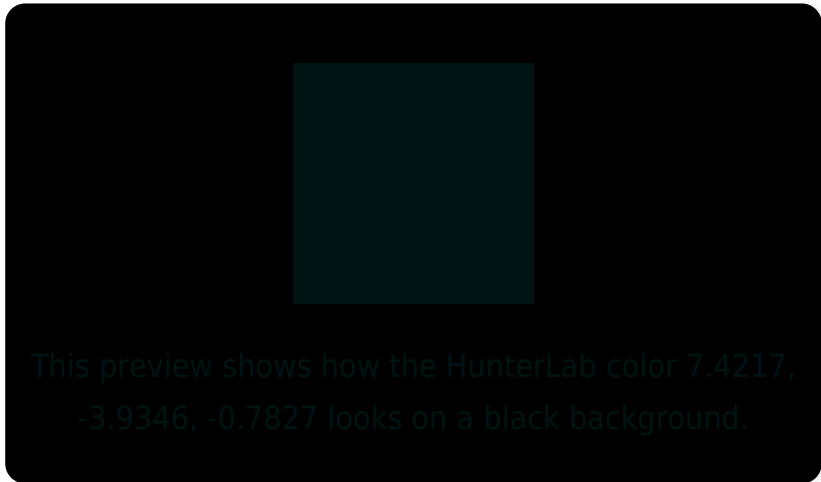 This preview shows how the HunterLab color 7.4217,
-3.9346, -0.7827 looks on a black background.